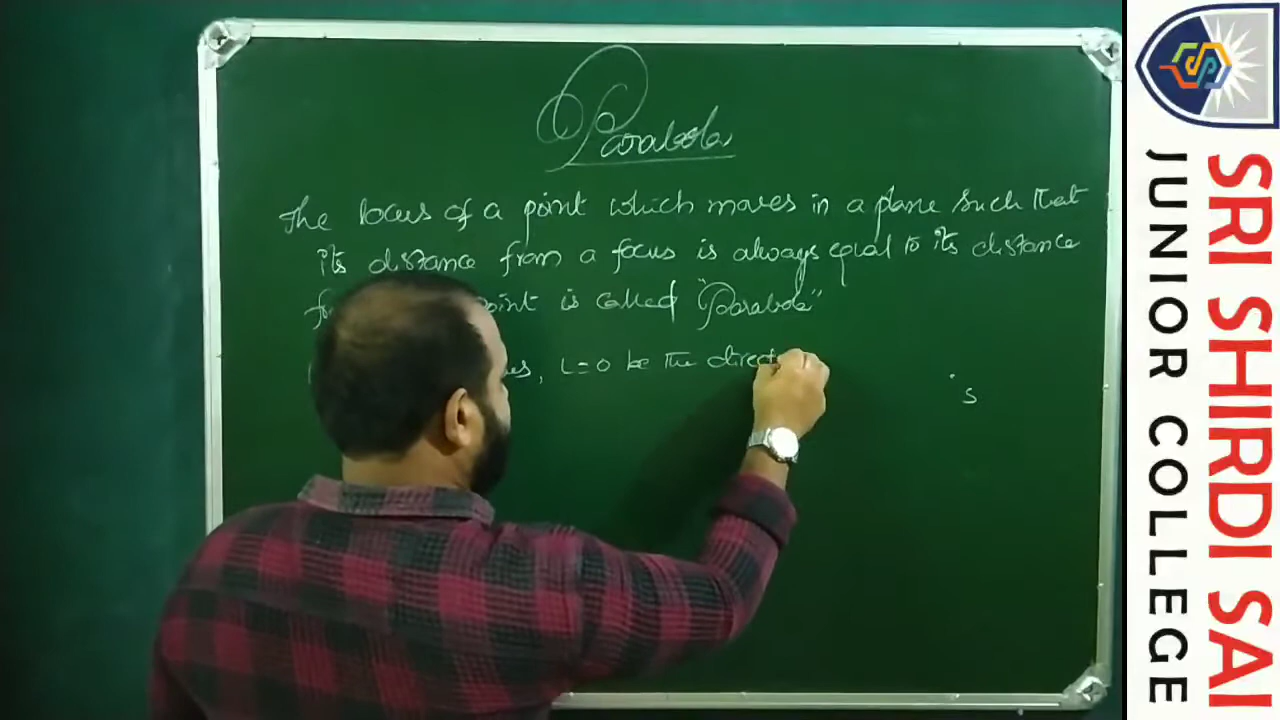 Parabola
The locus of a point which moves in a plane such that
its distance from a focus is always equal to its distance
point is called "Parabola"
L=0 be the direct
S
SRI SHIRDI SAI
JUNIOR COLLEGE